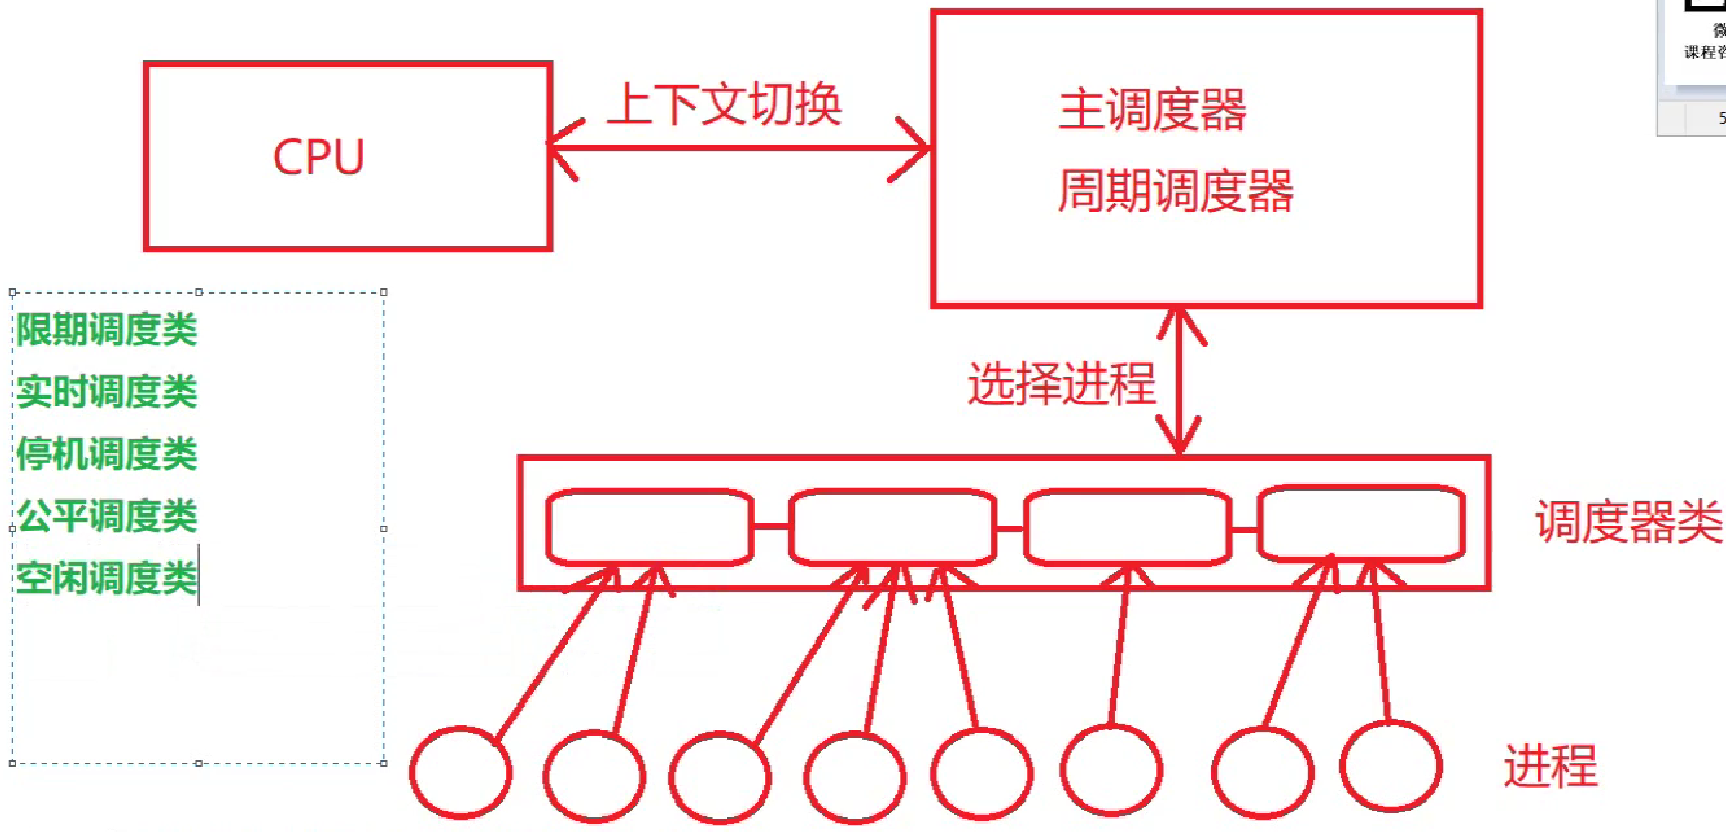 CPU
上下文切换
主调度器
周期调度器
限期调度类
实时调度类
停机调度类
公平调度类
空闲调度类
选择进程
调度器类
进程
微
课程咨
5